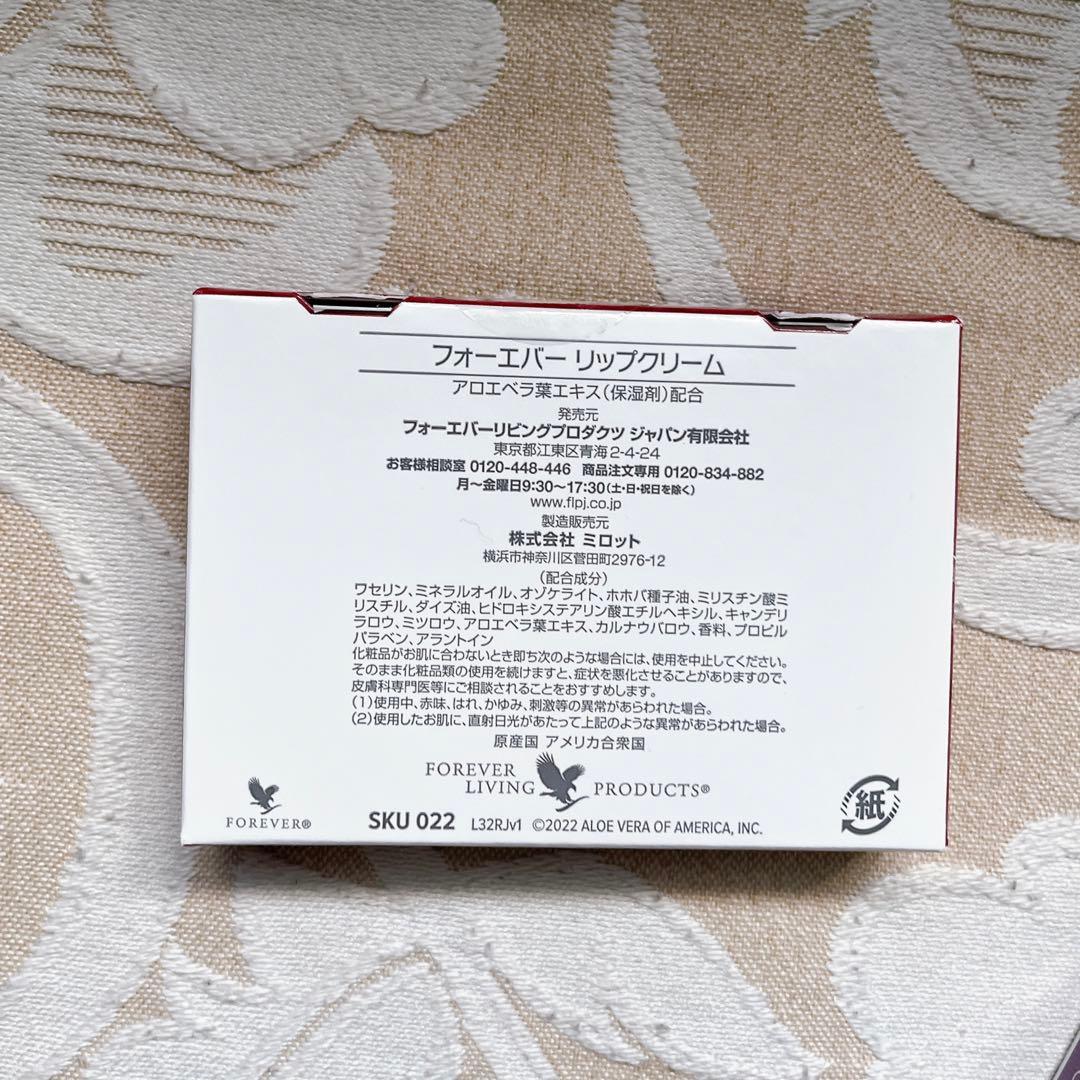 フォーエバー リップクリーム
アロエベラ葉エキス(保湿剤)配合
発売元
フォーエバーリビングプロダクツ ジャパン有限会社
東京都江東区青海2-4-24
お客様相談室 0120-448-446 商品注文専用 0120-834-882
月〜金曜日9:30〜17:30(土・日・祝日を除く)
www.flpj.co.jp
製造販売元
株式会社 ミロット
横浜市神奈川区菅田町2976-12
(配合成分)
ワセリン、ミネラルオイル、オゾケライト、ホホバ種子油、ミリスチン酸ミ
リスチル、ダイズ油、ヒドロキシステアリン酸エチルヘキシル、キャンデリ
ラロウ、ミツロウ、アロエベラ葉エキス、カルナウバロウ、香料、プロピル
パラベン、アラントイン
化粧品がお肌に合わないとき即ち次のような場合には、使用を中止してください。
そのまま化粧品類の使用を続けますと、症状を悪化させることがありますので、
皮膚科専門医等にご相談されることをおすすめします。
(1)使用中、赤味、はれ、かゆみ、刺激等の異常があらわれた場合。
(2)使用したお肌に、直射日光があたって上記のような異常があらわれた場合。
原産国 アメリカ合衆国
FOREVER
LIVING PRODUCTS®
FOREVER®
SKU 022 L32RJv1 ©2022 ALOE VERA OF AMERICA, INC.
紙